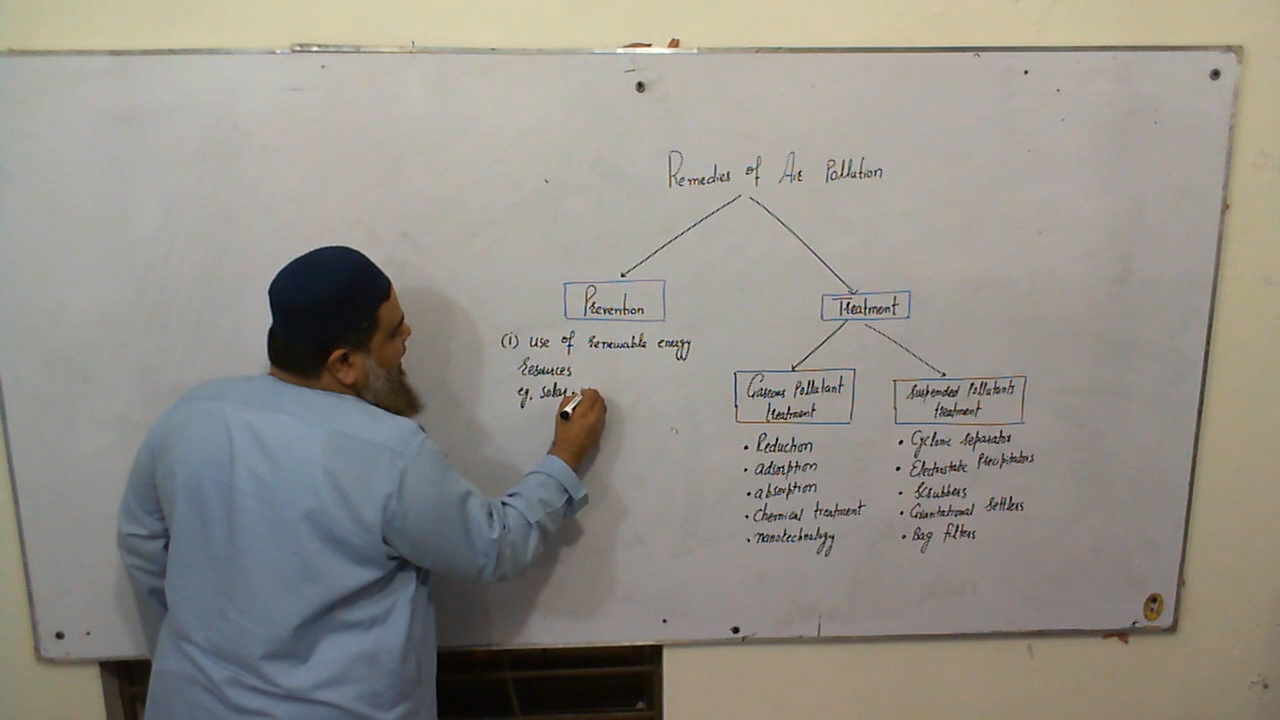 Remedies of Air Pollution
Prevention
(i) use of renewable energy
resources
eg. solar,
Treatment
Gaseous Pollutant
treatment
• Reduction
• adsorption
• absorption
• Chemical treatment
• nanotechnology
Suspended Pollutants
treatment
• Cyclonic separator
• Electrostatic Precipitators
• Scrubbers
• Gravitational settlers
• Bag filters